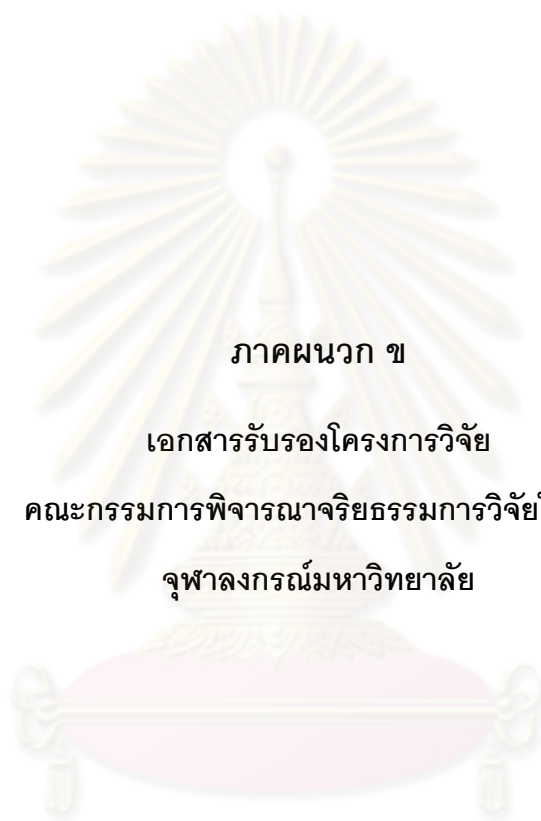 ภาคผนวก ข
เอกสารรับรองโครงการวิจัย
คณะกรรมการพิจารณาจริยธรรมการวิจัย
จุฬาลงกรณ์มหาวิทยาลัย